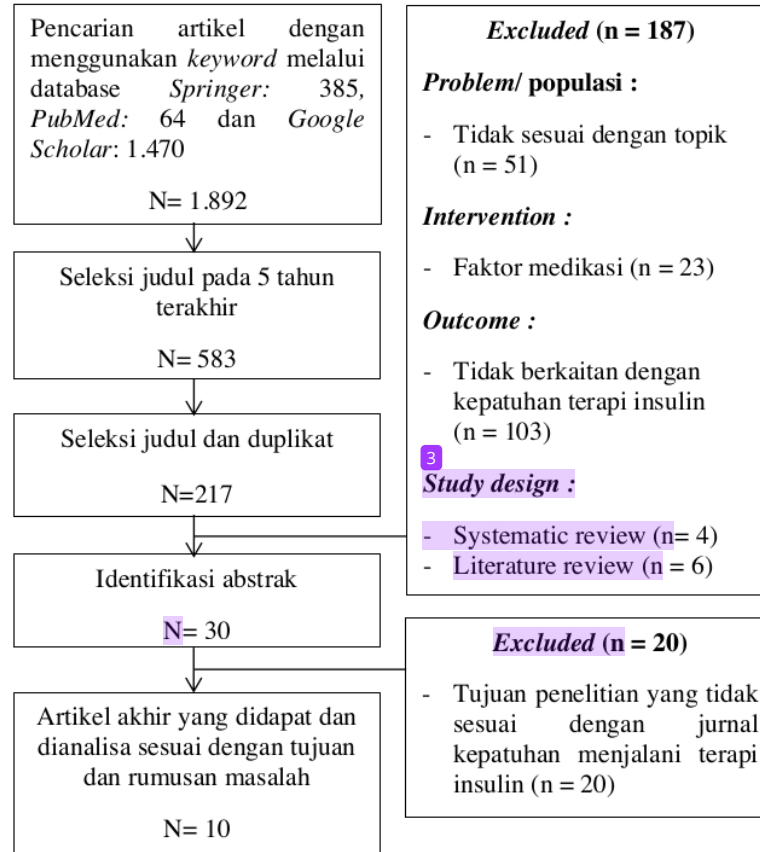 Pencarian artikel dengan
menggunakan keyword melalui
database Springer: 385,
PubMed: 64 dan Google
Scholar: 1.470
N= 1.892
Seleksi judul pada 5 tahun
terakhir
N= 583
Seleksi judul dan duplikat
N=217
Identifikasi abstrak
N= 30
Artikel akhir yang didapat dan
dianalisa sesuai dengan tujuan
dan rumusan masalah
N= 10
Excluded (n = 187)
Problem/ populasi :
- Tidak sesuai dengan topik
(n = 51)
Intervention :
- Faktor medikasi (n = 23)
Outcome :
- Tidak berkaitan dengan
kepatuhan terapi insulin
(n = 103)
3
Study design :
- Systematic review (n= 4)
- Literature review (n = 6)
Excluded (n = 20)
- Tujuan penelitian yang tidak
sesuai dengan jurnal
kepatuhan menjalani terapi
insulin (n = 20)